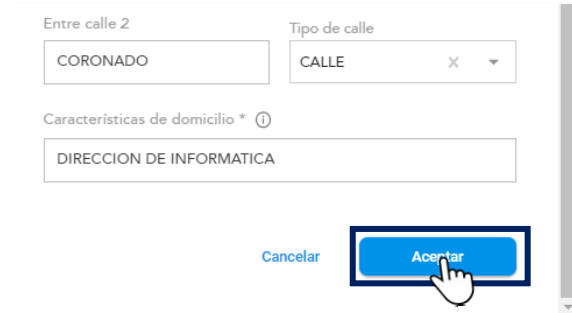 Entre calle 2
Tipo de calle
CORONADO
CALLE
Características de domicilio *
DIRECCION DE INFORMATICA
Cancelar
Aceptar